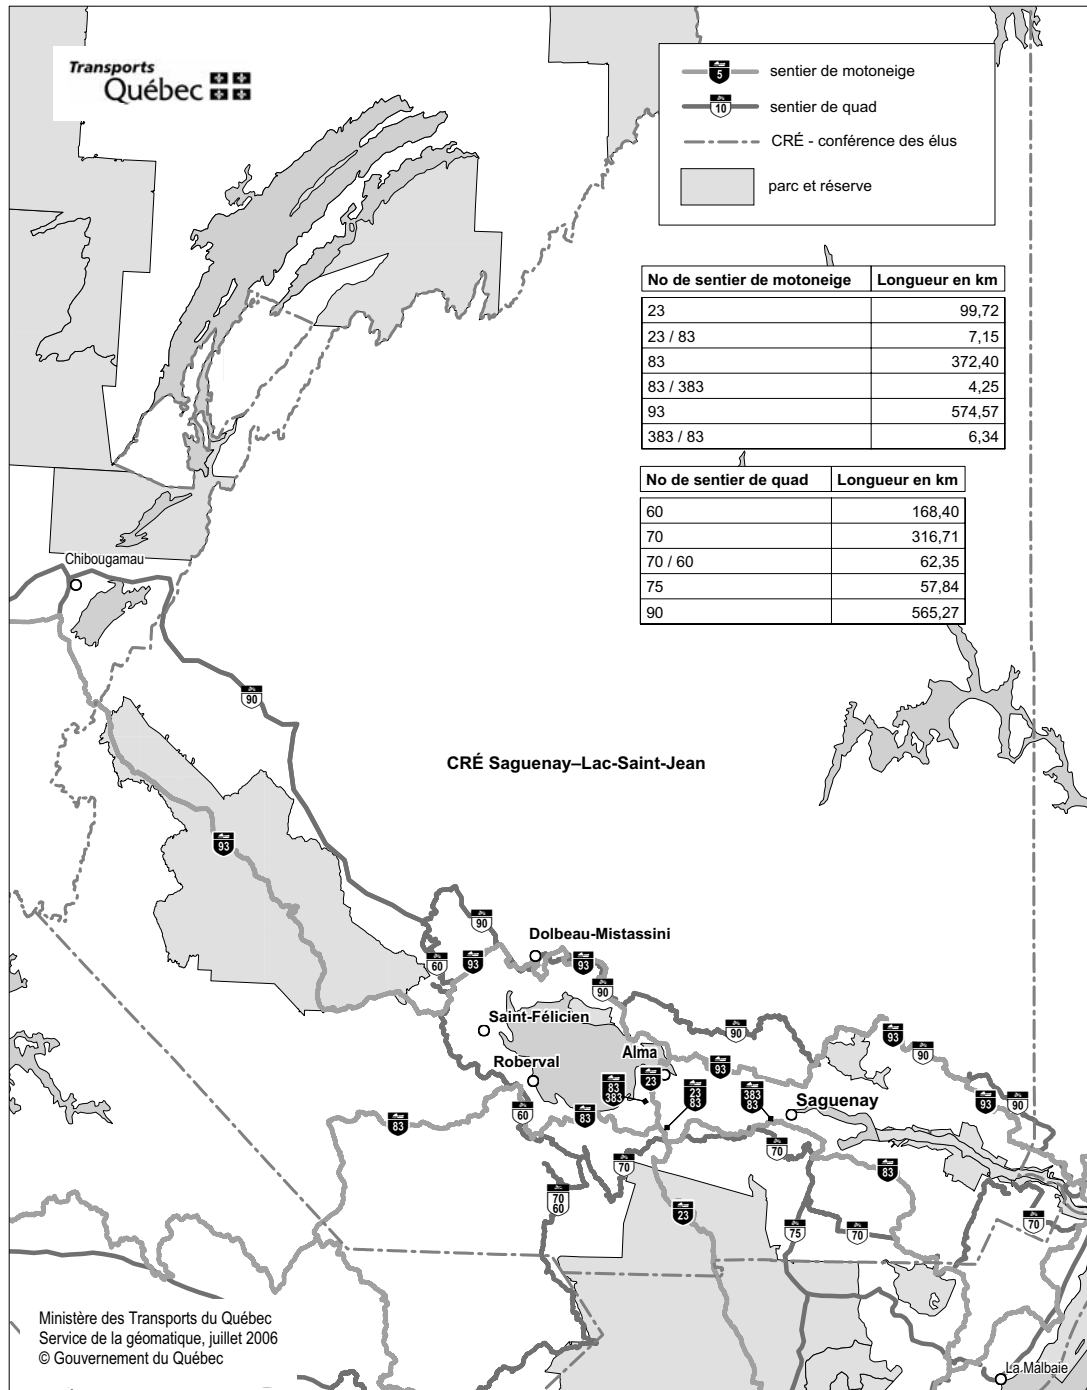 Transports
Québec
5
sentier de motoneige
10
sentier de quad
CRÉ - conférence des élus
parc et réserve
No de sentier de motoneige Longueur en km
23 99,72
23 / 83 7,15
83 372,40
83 / 383 4,25
93 574,57
383 / 83 6,34
No de sentier de quad Longueur en km
60 168,40
70 316,71
70 / 60 62,35
75 57,84
90 565,27
Chibougamau
90
CRÉ Saguenay–Lac-Saint-Jean
93
90
Dolbeau-Mistassini
60
93
93
90
Saint-Félicien
90
93
90
Alma
Roberval
93
83
383
23
23
83
383
83
Saguenay
93
90
60
83
83
70
70
83
70
60
23
75
70
70
Ministère des Transports du Québec
Service de la géomatique, juillet 2006
© Gouvernement du Québec
La Malbaie